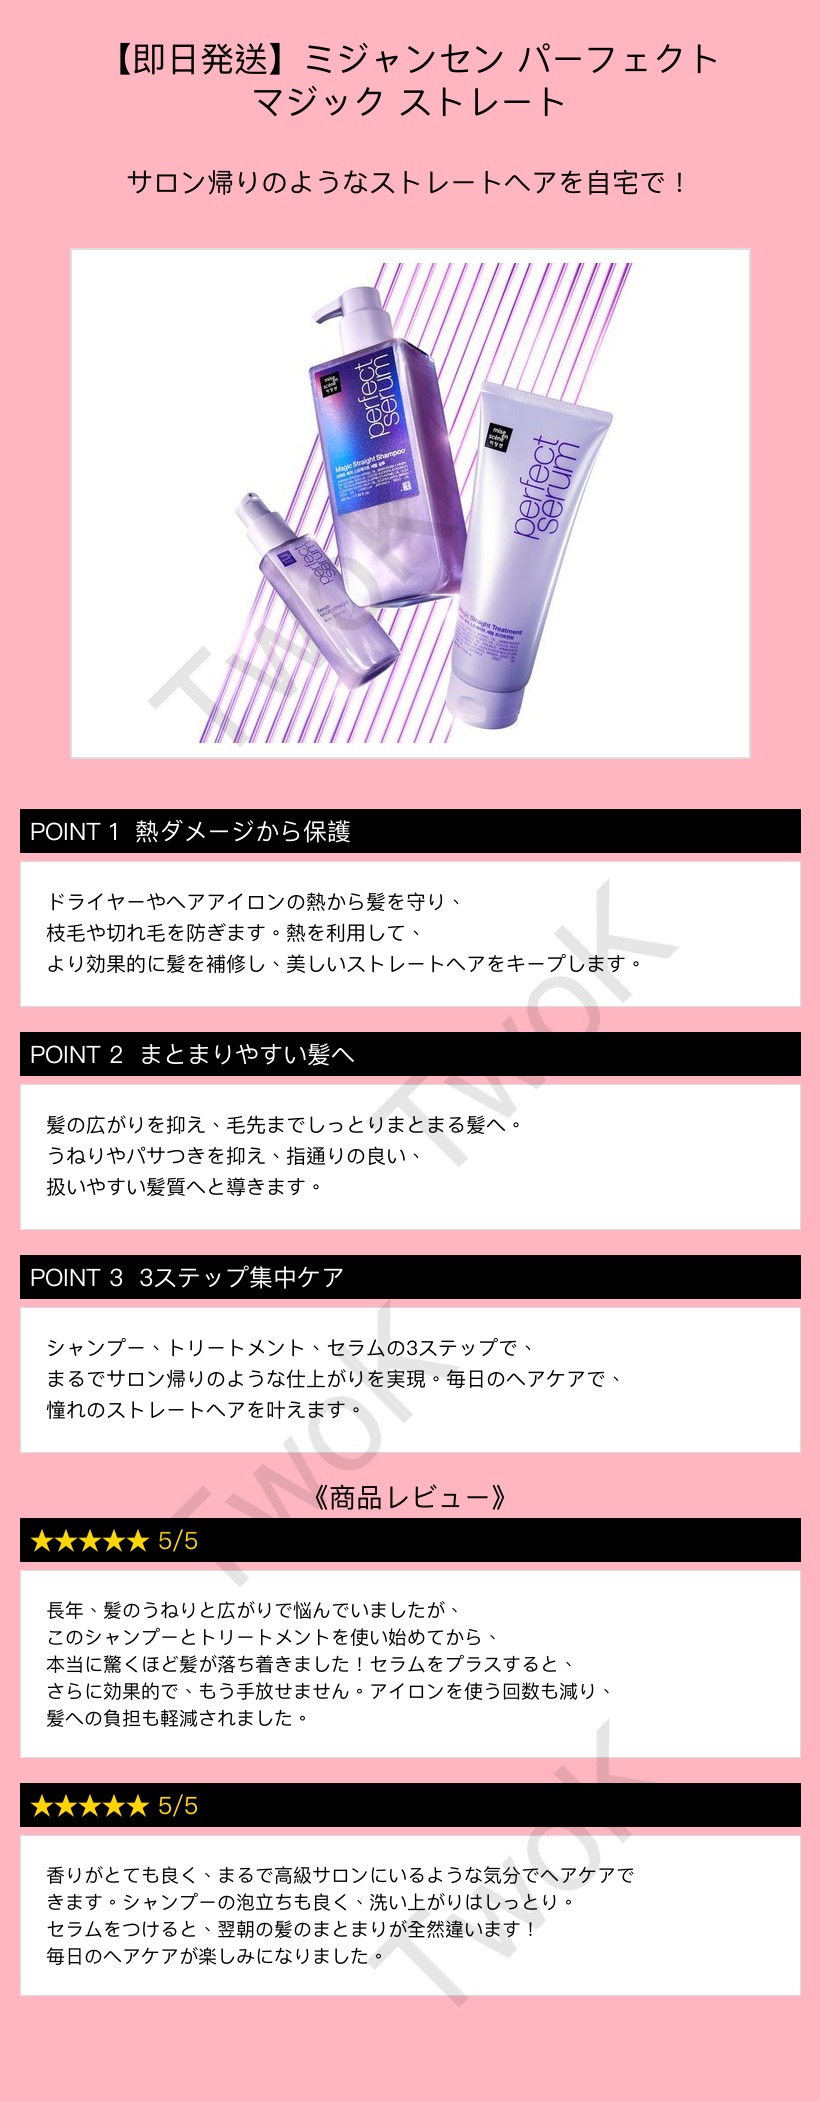 【即日発送】ミジャンセン パーフェクト
マジック ストレート
サロン帰りのようなストレートヘアを自宅で！
mise
en
scène
미쟝센
perfect
serum
Magic Straight Shampoo
mise
en
scène
미쟝센
perfect
serum
Magic Straight Treatment
perfect
serum
Serum
TwoK
POINT 1 熱ダメージから保護
ドライヤーやヘアアイロンの熱から髪を守り、
枝毛や切れ毛を防ぎます。熱を利用して、
より効果的に髪を補修し、美しいストレートヘアをキープします。
TwoK
POINT 2 まとまりやすい髪へ
髪の広がりを抑え、毛先までしっとりまとまる髪へ。
うねりやパサつきを抑え、指通りの良い、
扱いやすい髪質へと導きます。
POINT 3 3ステップ集中ケア
シャンプー、トリートメント、セラムの3ステップで、
まるでサロン帰りのような仕上がりを実現。毎日のヘアケアで、
憧れのストレートヘアを叶えます。
TwoK
《商品レビュー》
★★★★★ 5/5
長年、髪のうねりと広がりで悩んでいましたが、
このシャンプーとトリートメントを使い始めてから、
本当に驚くほど髪が落ち着きました！セラムをプラスすると、
さらに効果的で、もう手放せません。アイロンを使う回数も減り、
髪への負担も軽減されました。
★★★★★ 5/5
香りがとても良く、まるで高級サロンにいるような気分でヘアケアで
きます。シャンプーの泡立ちも良く、洗い上がりはしっとり。
セラムをつけると、翌朝の髪のまとまりが全然違います！
毎日のヘアケアが楽しみになりました。
TwoK